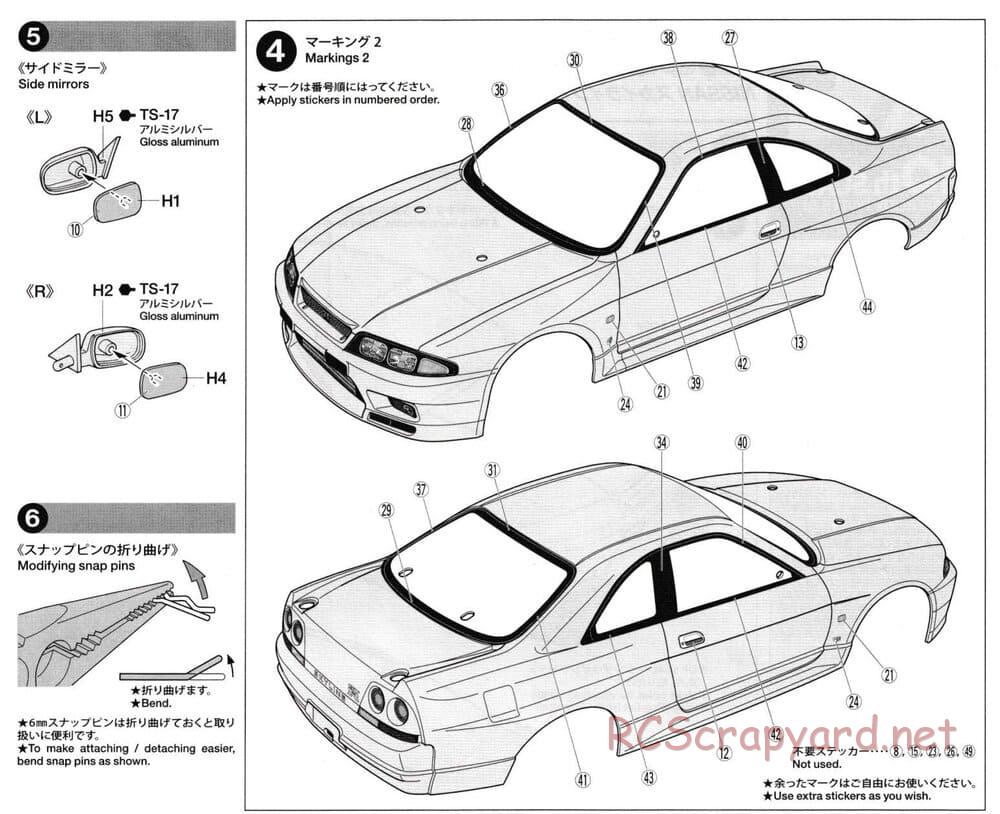 5
《サイドミラー》
Side mirrors
《L》
H5 TS-17
アルミシルバー
Gloss aluminum
H1
⑩
《R》
H2 TS-17
アルミシルバー
Gloss aluminum
H4
⑪
6
《スナップピンの折り曲げ》
Modifying snap pins
★折り曲げます。
★Bend.
★6mmスナップピンは折り曲げておくと取り
扱いに便利です。
★To make attaching / detaching easier,
bend snap pins as shown.
4
マーキング 2
Markings 2
★マークは番号順にはってください。
★Apply stickers in numbered order.
㊳
㉗
㉚
㊱
㉘
㊹
⑬
㊷
㊴
㉑
㉔
㉞
㊵
㉛
㊲
㉙
㉑
㉔
㊷
⑫
㊸
㊶
SKYLINE
RCScrapyard.net
不要ステッカー‥‥⑧, ⑮, ㉓, ㉖, ㊾
Not used.
★余ったマークはご自由にお使いください。
★Use extra stickers as you wish.